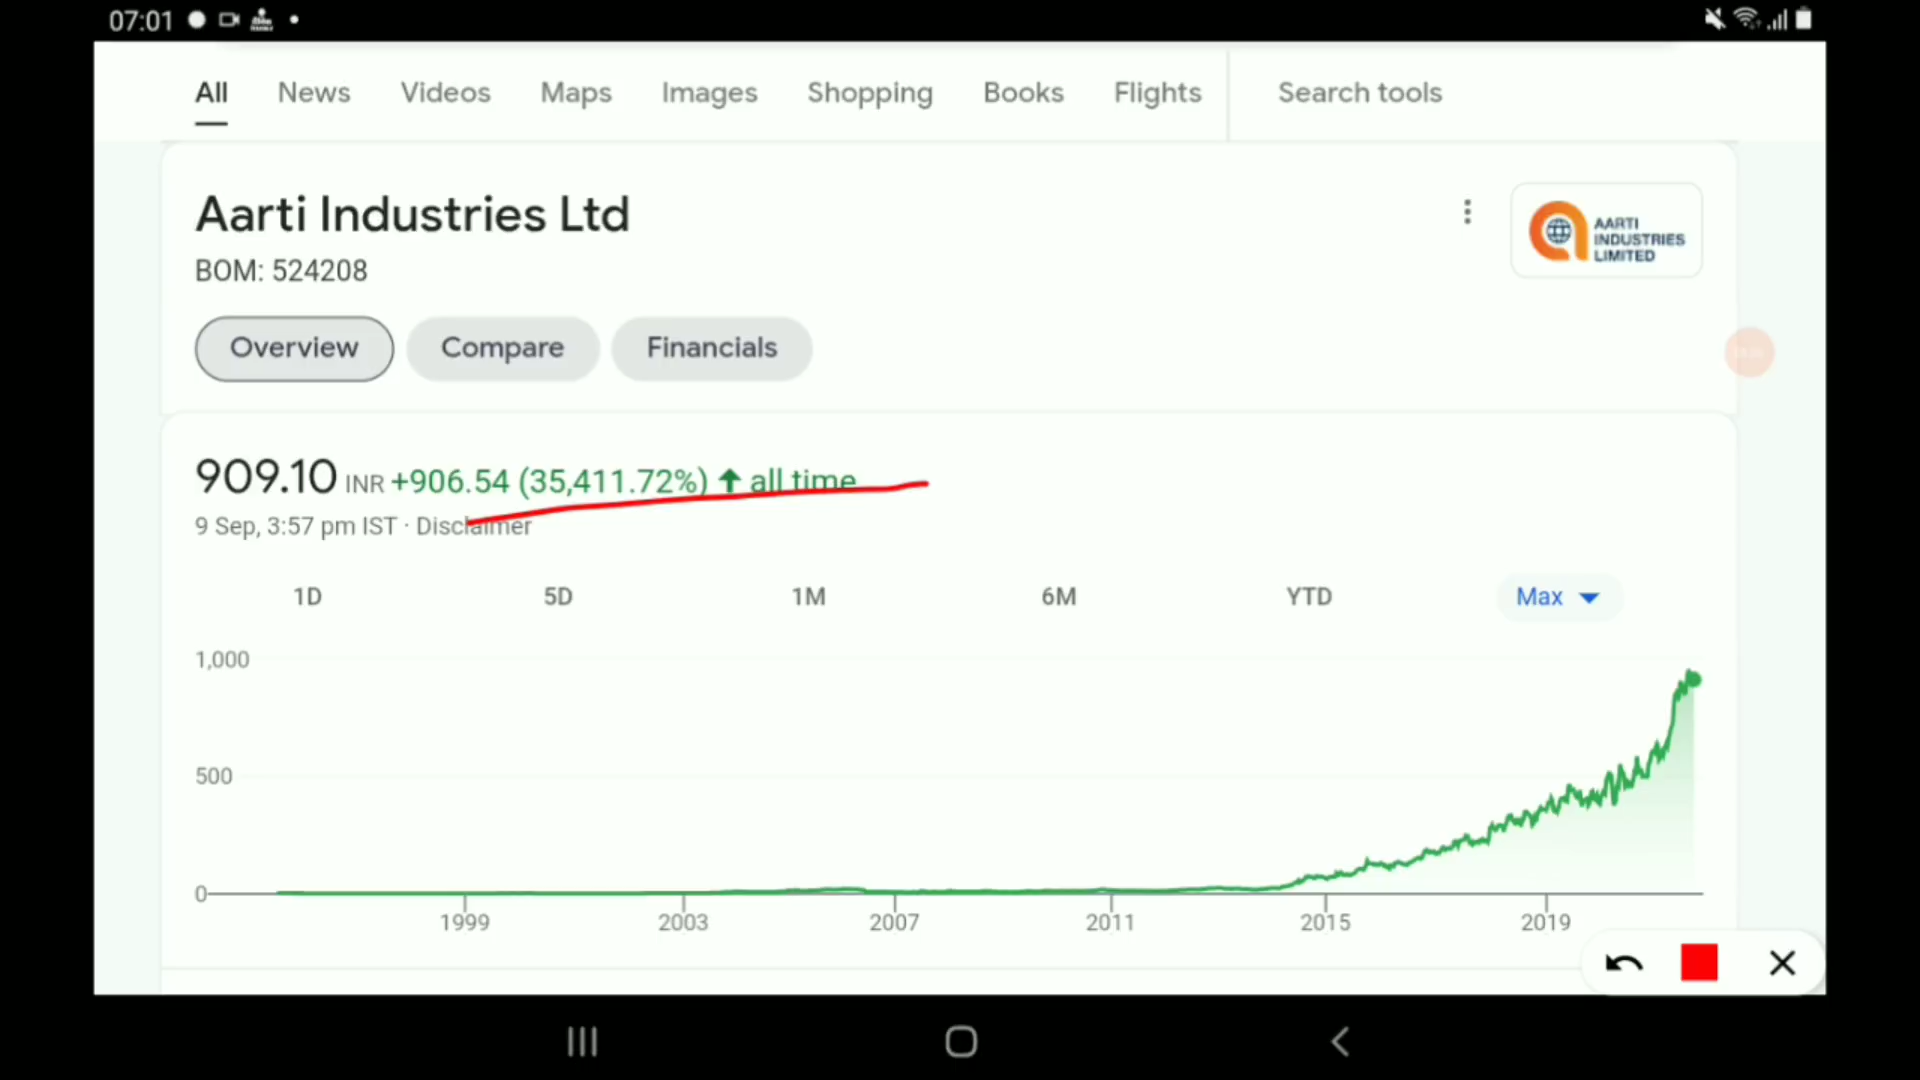 07:01
All News Videos Maps Images Shopping Books Flights Search tools
Aarti Industries Ltd
BOM: 524208
AARTI
INDUSTRIES
LIMITED
Overview Compare Financials
909.10 INR +906.54 (35,411.72%) ↑ all time
9 Sep, 3:57 pm IST · Disclaimer
1D 5D 1M 6M YTD Max
1,000
500
0
1999 2003 2007 2011 2015 2019